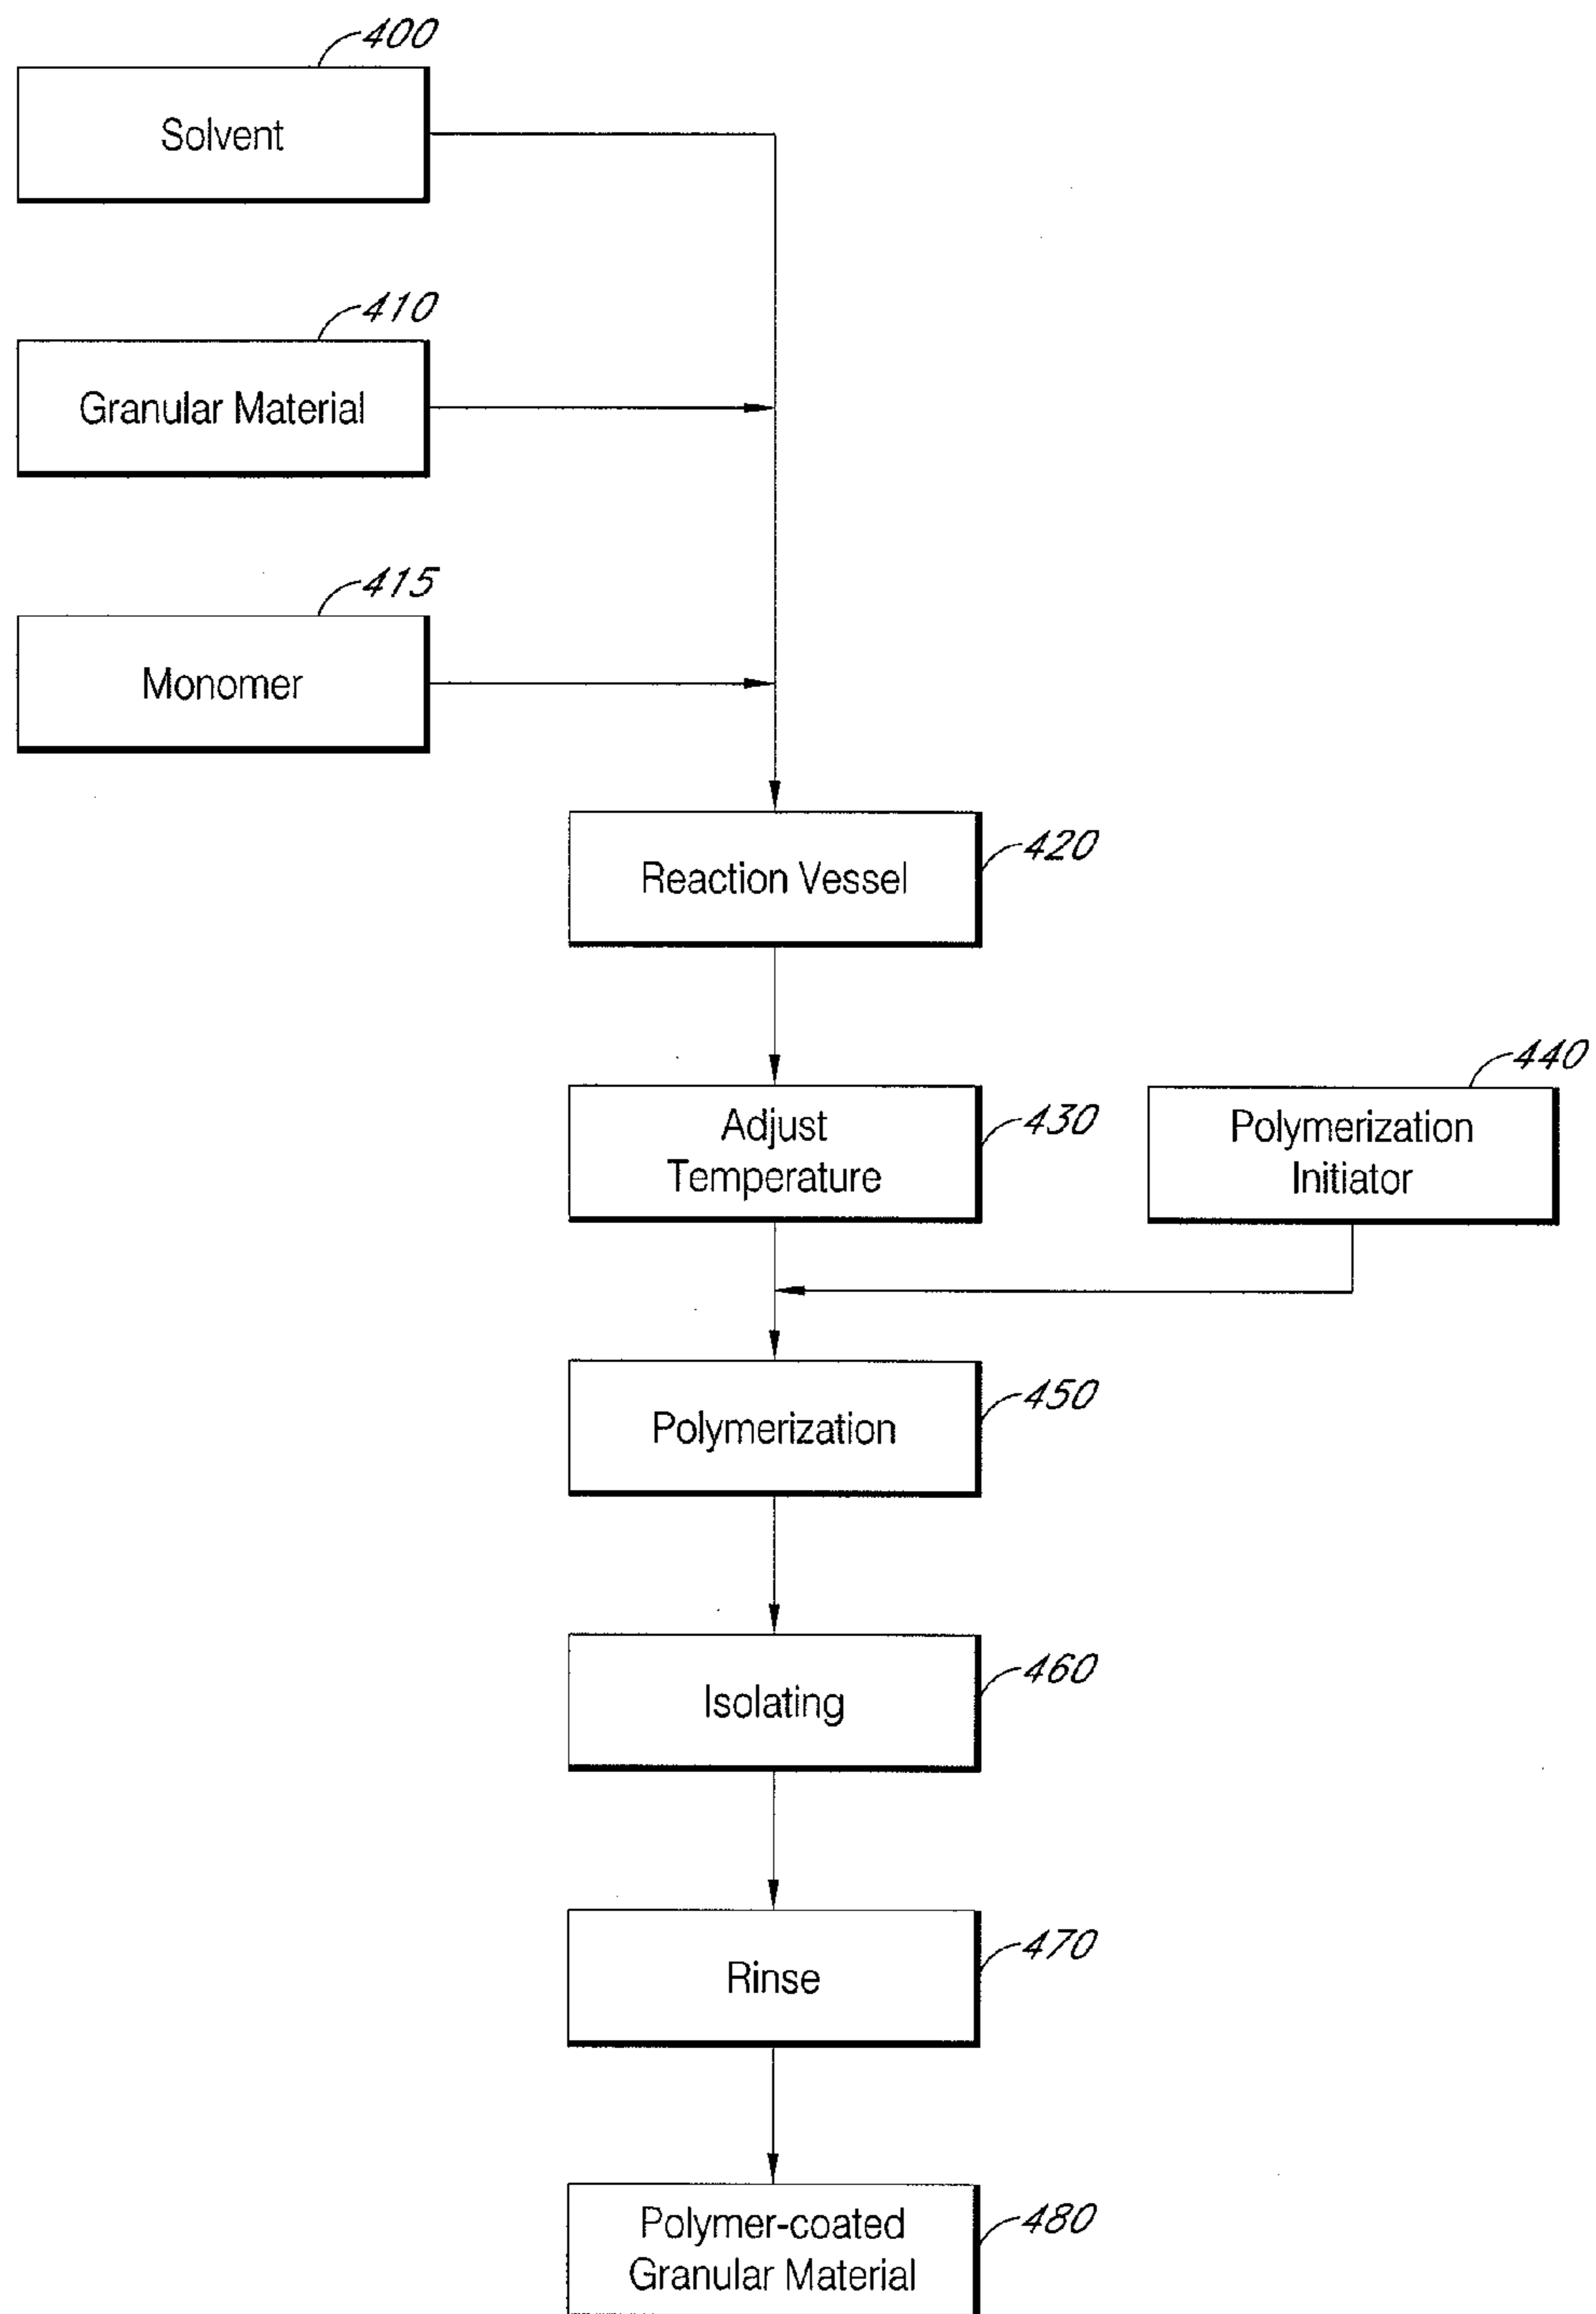 400
Solvent
410
Granular Material
415
Monomer
420
Reaction Vessel
430
Adjust
Temperature
440
Polymerization
Initiator
450
Polymerization
460
Isolating
470
Rinse
480
Polymer-coated
Granular Material